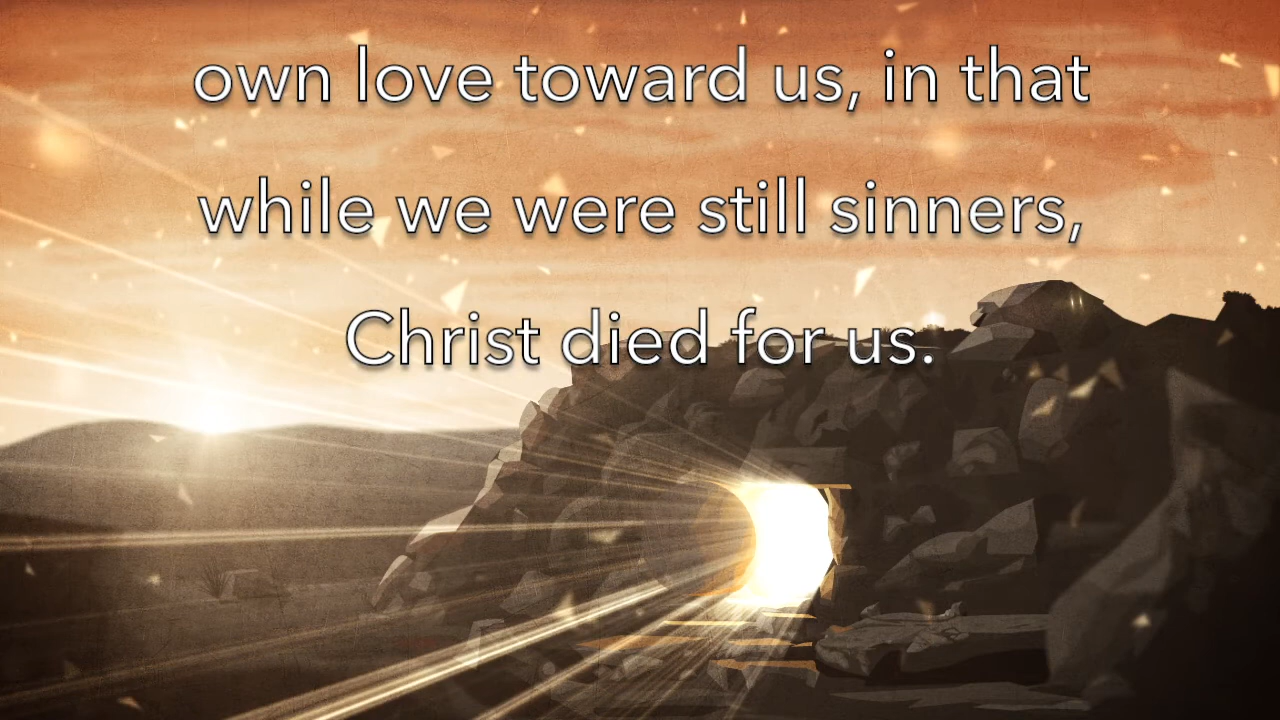 own love toward us, in that
while we were still sinners,
Christ died for us.